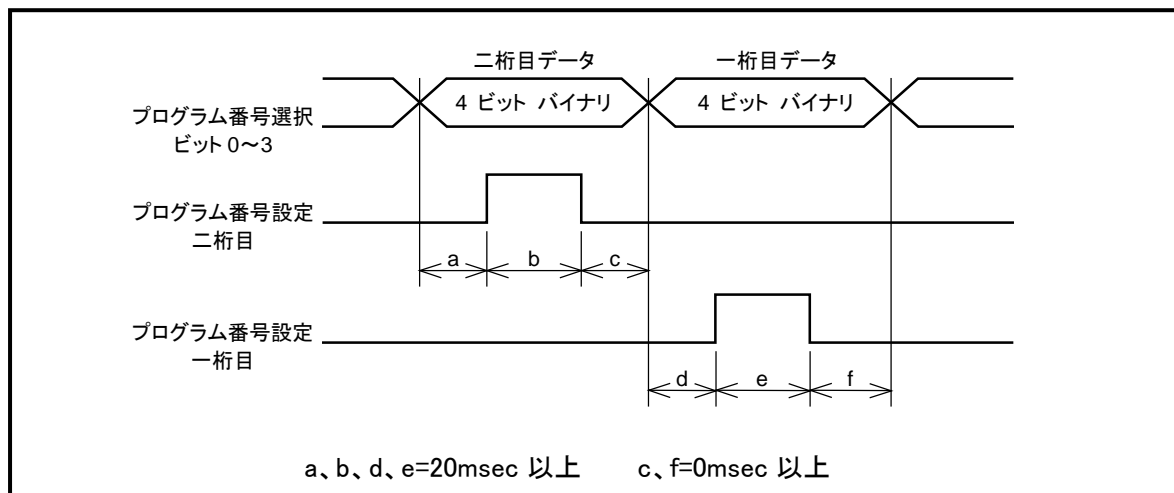 二桁目データ
一桁目データ
4 ビット バイナリ
4 ビット バイナリ
プログラム番号選択
ビット 0～3
プログラム番号設定
二桁目
a
b
c
プログラム番号設定
一桁目
d
e
f
a、b、d、e=20msec 以上
c、f=0msec 以上